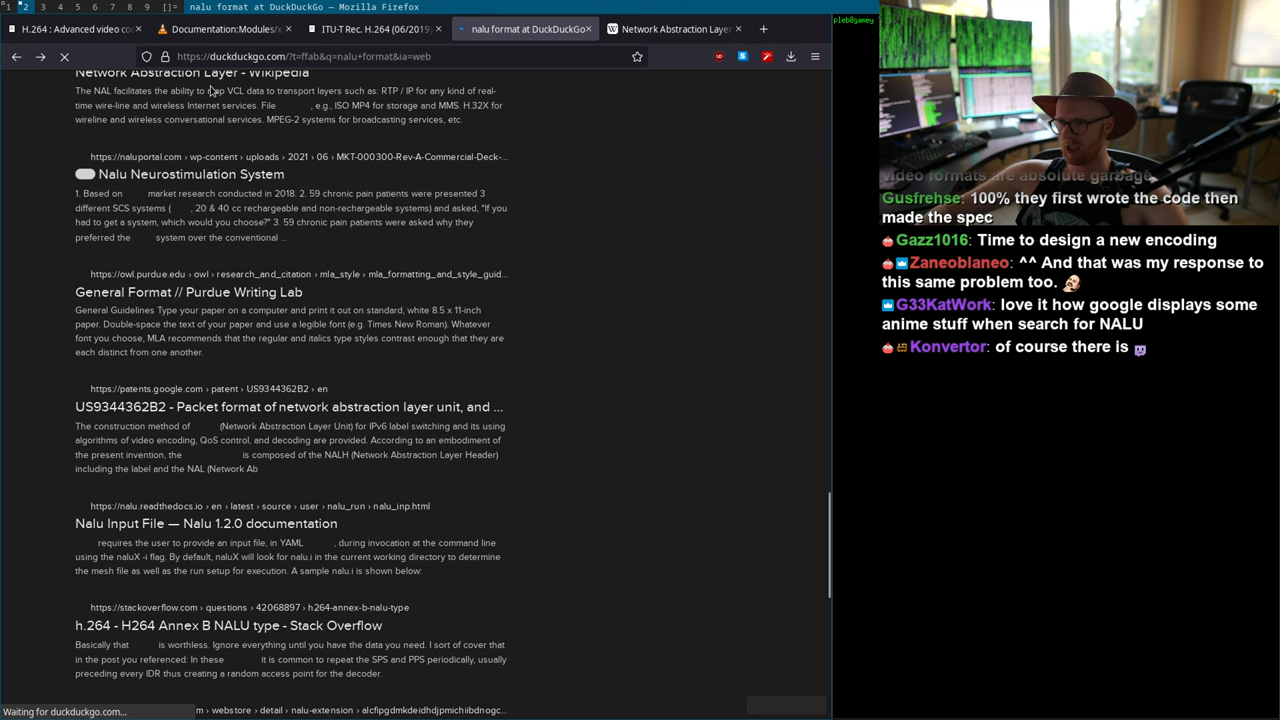 1 2 3 4 5 6 7 8 9 []= nalu format at DuckDuckGo — Mozilla Firefox
H.264 : Advanced video co
Documentation:Modules/x
ITU-T Rec. H.264 (06/2019)
nalu format at DuckDuckGo
Network Abstraction Layer
https://duckduckgo.com/?t=ffab&q=nalu+format&ia=web
Network Abstraction Layer - Wikipedia
The NAL facilitates the ability to map VCL data to transport layers such as: RTP / IP for any kind of real-
time wire-line and wireless Internet services. File , e.g., ISO MP4 for storage and MMS. H.32X for
wireline and wireless conversational services. MPEG-2 systems for broadcasting services, etc.
https://naluportal.com › wp-content › uploads › 2021 › 06 › MKT-000300-Rev-A-Commercial-Deck-...
Nalu Neurostimulation System
1. Based on market research conducted in 2018. 2. 59 chronic pain patients were presented 3
different SCS systems ( , 20 & 40 cc rechargeable and non-rechargeable systems) and asked, "If you
had to get a system, which would you choose?" 3. 59 chronic pain patients were asked why they
preferred the system over the conventional ...
https://owl.purdue.edu › owl › research_and_citation › mla_style › mla_formatting_and_style_guid...
General Format // Purdue Writing Lab
General Guidelines Type your paper on a computer and print it out on standard, white 8.5 x 11-inch
paper. Double-space the text of your paper and use a legible font (e.g. Times New Roman). Whatever
font you choose, MLA recommends that the regular and italics type styles contrast enough that they are
each distinct from one another.
https://patents.google.com › patent › US9344362B2 › en
US9344362B2 - Packet format of network abstraction layer unit, and ...
The construction method of (Network Abstraction Layer Unit) for IPv6 label switching and its using
algorithms of video encoding, QoS control, and decoding are provided. According to an embodiment of
the present invention, the is composed of the NALH (Network Abstraction Layer Header)
including the label and the NAL (Network Ab
https://nalu.readthedocs.io › en › latest › source › user › nalu_run › nalu_inp.html
Nalu Input File — Nalu 1.2.0 documentation
requires the user to provide an input file, in YAML , during invocation at the command line
using the naluX -i flag. By default, naluX will look for nalu.i in the current working directory to determine
the mesh file as well as the run setup for execution. A sample nalu.i is shown below:
https://stackoverflow.com › questions › 42068897 › h264-annex-b-nalu-type
h.264 - H264 Annex B NALU type - Stack Overflow
Basically that is worthless. Ignore everything until you have the data you need. I sort of cover that
in the post you referenced: In these it is common to repeat the SPS and PPS periodically, usually
preceding every IDR thus creating a random access point for the decoder.
m › webstore › detail › nalu-extension › alcfipgdmkdeidhdjpmichiibdnogc...
Waiting for duckduckgo.com...
pleb@gamey
video formats are absolute garbage
Gusfrehse: 100% they first wrote the code then
made the spec
Gazz1016: Time to design a new encoding
Zaneoblaneo: ^^ And that was my response to
this same problem too.
G33KatWork: love it how google displays some
anime stuff when search for NALU
Konvertor: of course there is